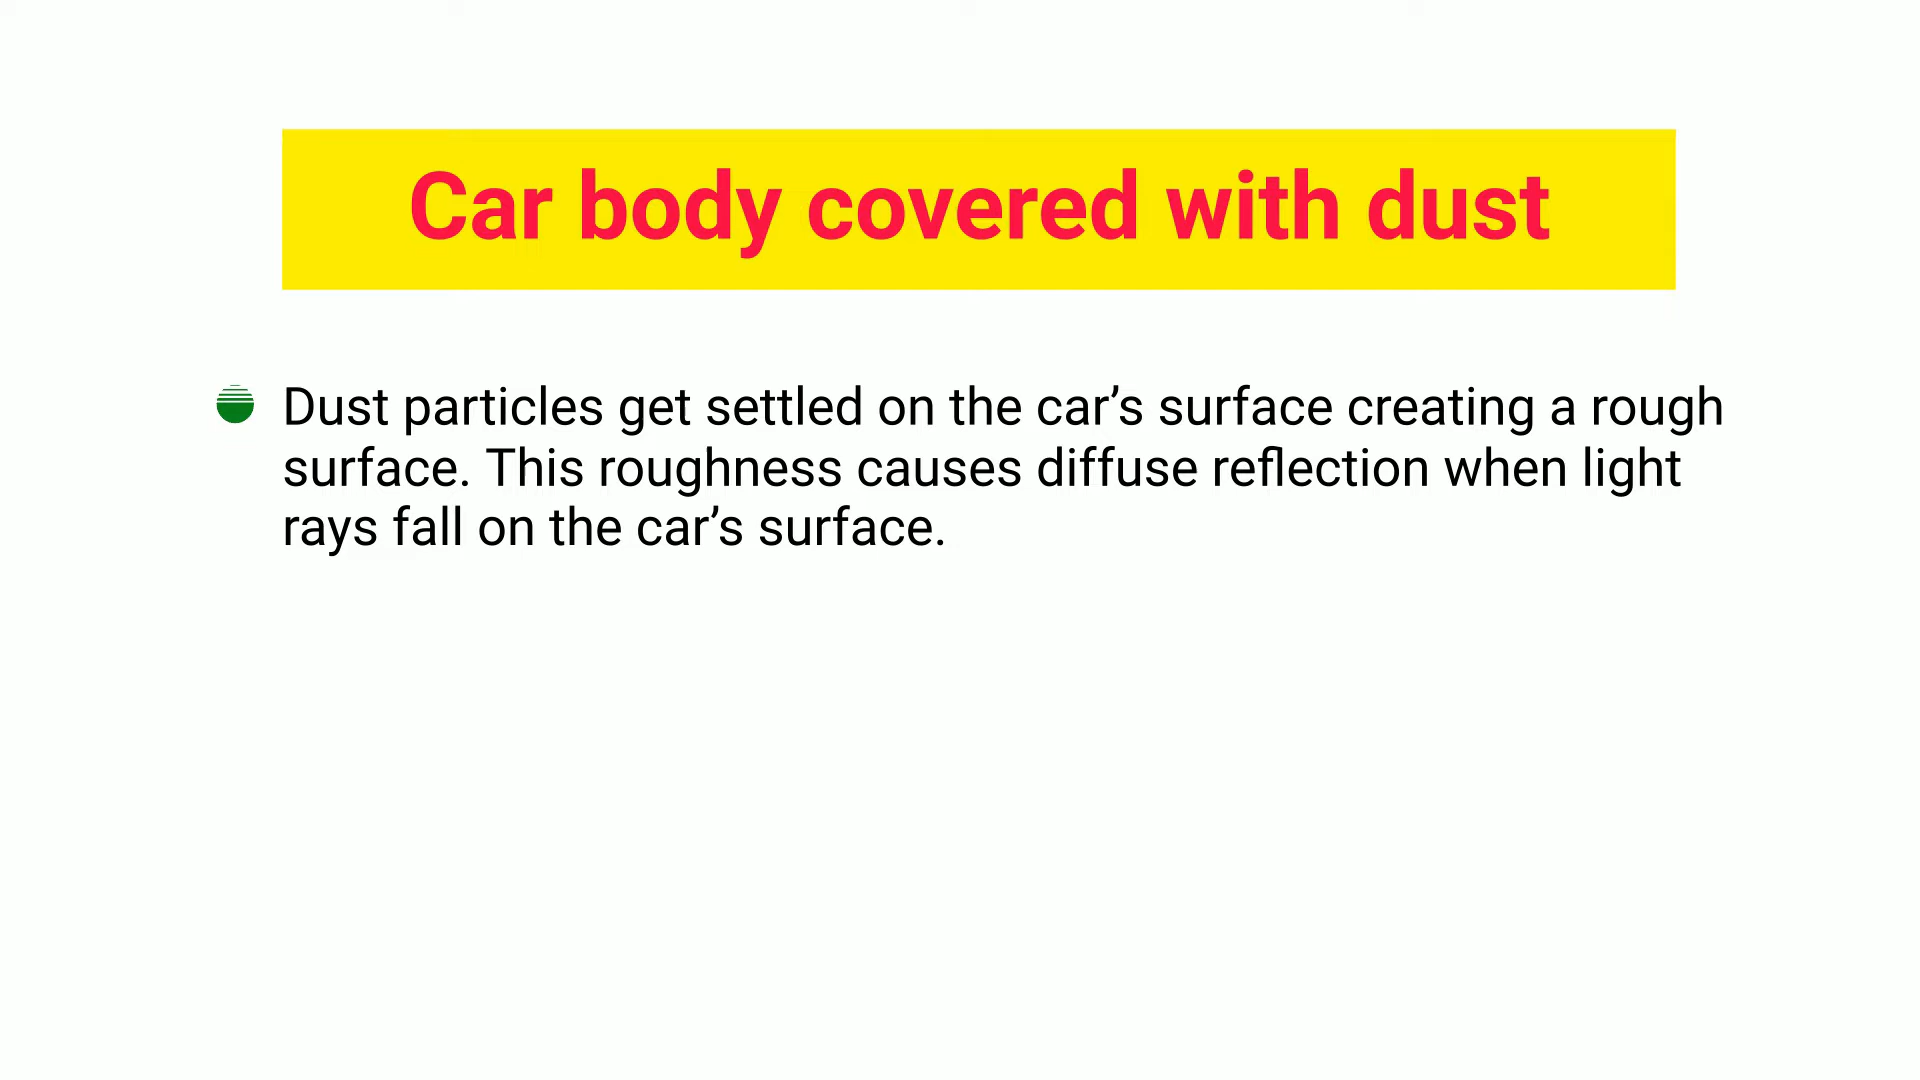 Car body covered with dust
Dust particles get settled on the car’s surface creating a rough
surface. This roughness causes diffuse reflection when light
rays fall on the car’s surface.